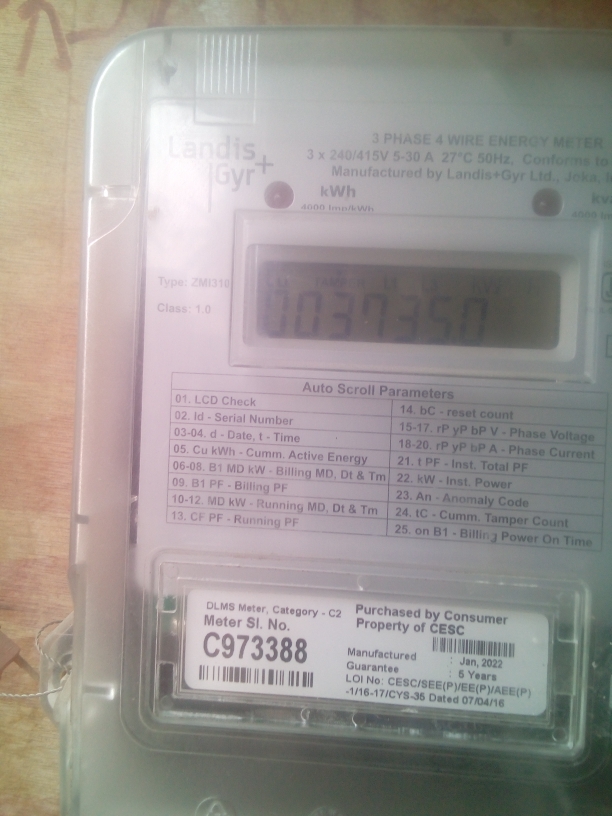 Landis
Gyr+
3 PHASE 4 WIRE ENERGY METER
3 x 240/415V 5-30 A 27°C 50Hz, Conforms to
Manufactured by Landis+Gyr Ltd., Joka,
kWh
4000 Imp/kWh
Type: ZMI310
Class: 1.0
Auto Scroll Parameters
01. LCD Check
02. Id - Serial Number
03-04. d - Date, t - Time
05. Cu kWh - Cumm. Active Energy
06-08. B1 MD kW - Billing MD, Dt & Tm
09. B1 PF - Billing PF
10-12. MD kW - Running MD, Dt & Tm
13. CF PF - Running PF
14. bC - reset count
15-17. rP yP bP V - Phase Voltage
18-20. rP yP bP A - Phase Current
21. t PF - Inst. Total PF
22. kW - Inst. Power
23. An - Anomaly Code
24. tC - Cumm. Tamper Count
25. on B1 - Billing Power On Time
DLMS Meter, Category - C2
Meter Sl. No.
C973388
Purchased by Consumer
Property of CESC
Manufactured : Jan, 2022
Guarantee : 5 Years
LOI No: CESC/SEE(P)/EE(P)/AEE(P)
-1/16-17/CYS-35 Dated 07/04/16